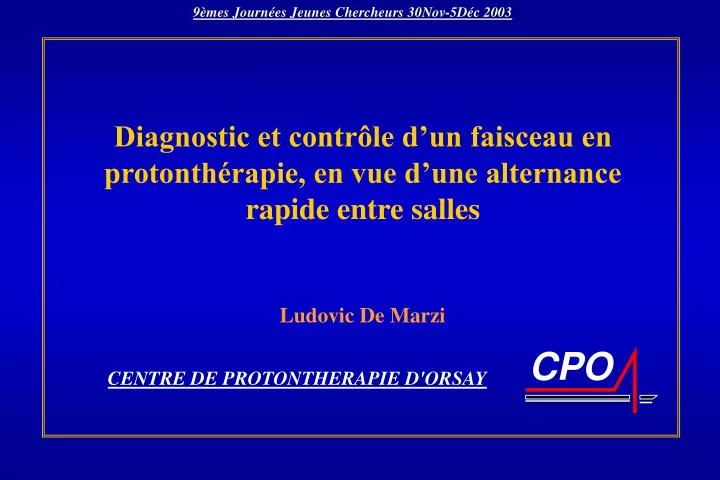 9èmes Journées Jeunes Chercheurs 30Nov-5Déc 2003
Diagnostic et contrôle d’un faisceau en
protonthérapie, en vue d’une alternance
rapide entre salles
Ludovic De Marzi
CENTRE DE PROTONTHERAPIE D'ORSAY
CPO